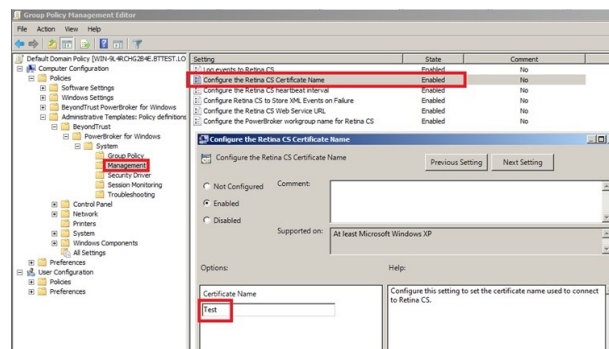 Group Policy Management Editor
File Action View Help
Default Domain Policy [WIN-9L4RCHG2B4E.BTTEST.LO
Computer Configuration
Policies
Software Settings
Windows Settings
BeyondTrust PowerBroker for Windows
Administrative Templates: Policy definitions
BeyondTrust
PowerBroker for Windows
System
Group Policy
Management
Security Driver
Session Monitoring
Troubleshooting
Control Panel
Network
Printers
System
Windows Components
All Settings
Preferences
User Configuration
Policies
Preferences
Setting State Comment
Log events to Retina CS Enabled No
Configure the Retina CS Certificate Name Enabled No
Configure the Retina CS heartbeat interval Enabled No
Configure Retina CS to Store XML Events on Failure Enabled No
Configure the Retina CS Web Service URL Enabled No
Configure the PowerBroker workgroup name for Retina CS Enabled No
Configure the Retina CS Certificate Name
Configure the Retina CS Certificate Name
Previous Setting Next Setting
Not Configured Comment:
Enabled
Disabled
Supported on: At least Microsoft Windows XP
Options: Help:
Certificate Name
Test
Configure this setting to set the certificate name used to connect
to Retina CS.